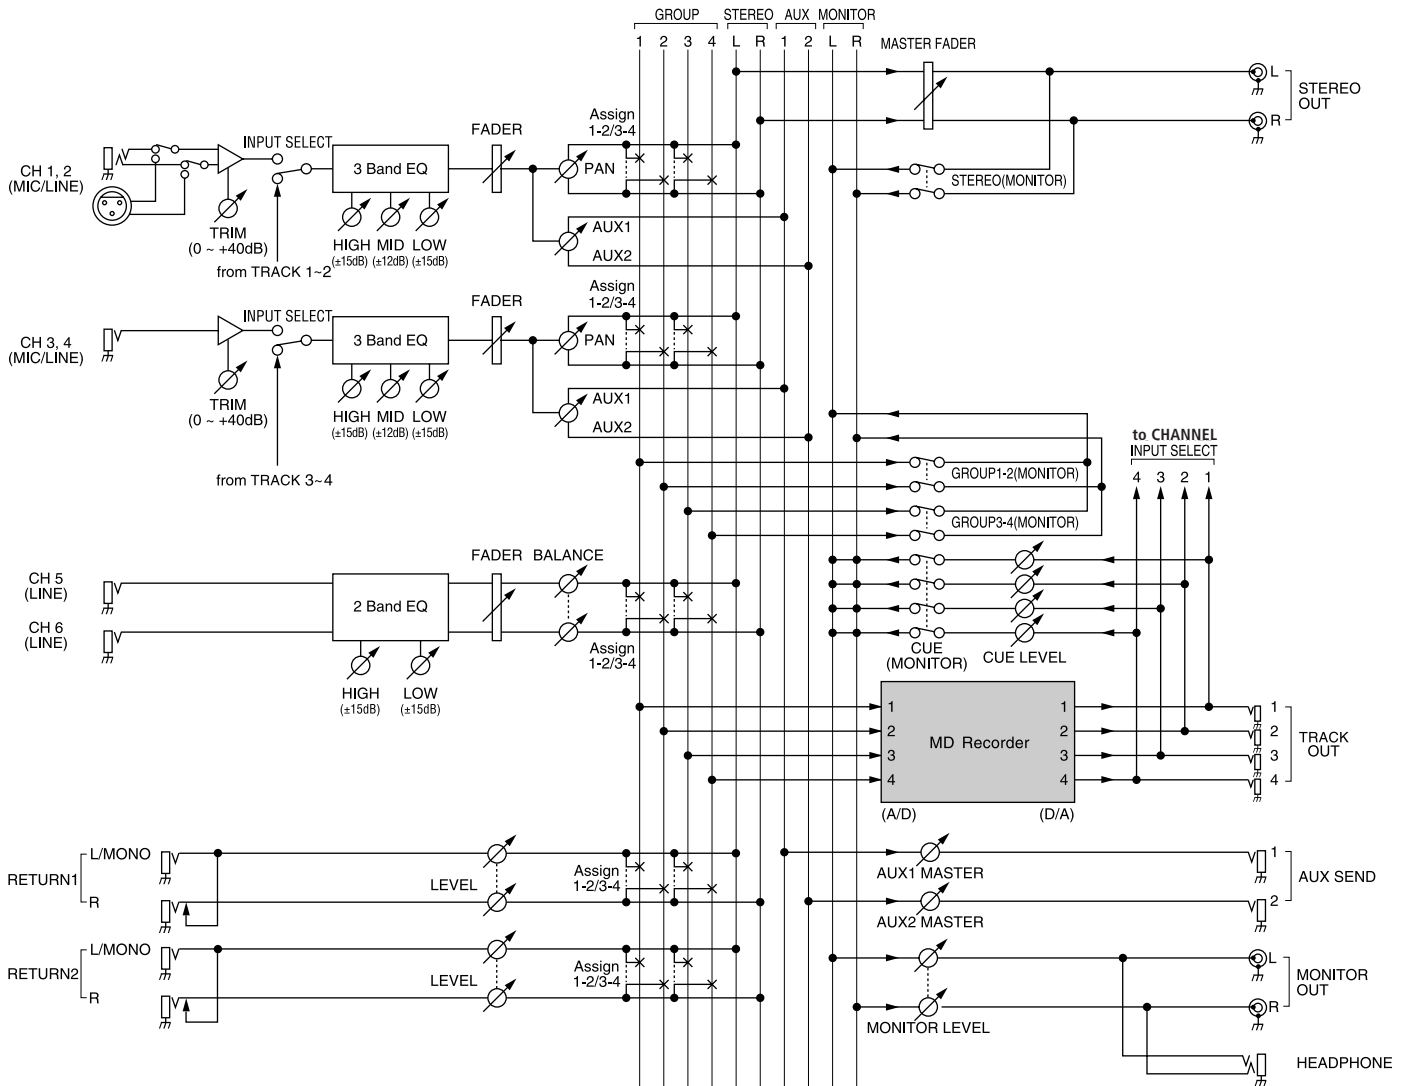 GROUP STEREO AUX MONITOR
1 2 3 4 L R 1 2 L R
MASTER FADER
L
STEREO
OUT
R
CH 1, 2
(MIC/LINE)
INPUT SELECT
3 Band EQ
FADER
Assign
1-2/3-4
PAN
STEREO(MONITOR)
TRIM
(0 ~ +40dB)
HIGH MID LOW
(±15dB) (±12dB) (±15dB)
AUX1
AUX2
from TRACK 1~2
CH 3, 4
(MIC/LINE)
INPUT SELECT
3 Band EQ
FADER
Assign
1-2/3-4
PAN
TRIM
(0 ~ +40dB)
HIGH MID LOW
(±15dB) (±12dB) (±15dB)
AUX1
AUX2
from TRACK 3~4
to CHANNEL
INPUT SELECT
4 3 2 1
GROUP1-2(MONITOR)
GROUP3-4(MONITOR)
CH 5
(LINE)
CH 6
(LINE)
2 Band EQ
FADER BALANCE
Assign
1-2/3-4
HIGH LOW
(±15dB) (±15dB)
CUE
(MONITOR)
CUE LEVEL
1 1 1
2 2 2
MD Recorder
TRACK
OUT
3 3 3
4 4 4
(A/D) (D/A)
RETURN1
L/MONO
R
LEVEL
Assign
1-2/3-4
AUX1 MASTER
AUX2 MASTER
1
AUX SEND
2
RETURN2
L/MONO
R
LEVEL
Assign
1-2/3-4
MONITOR LEVEL
L
MONITOR
OUT
R
HEADPHONE